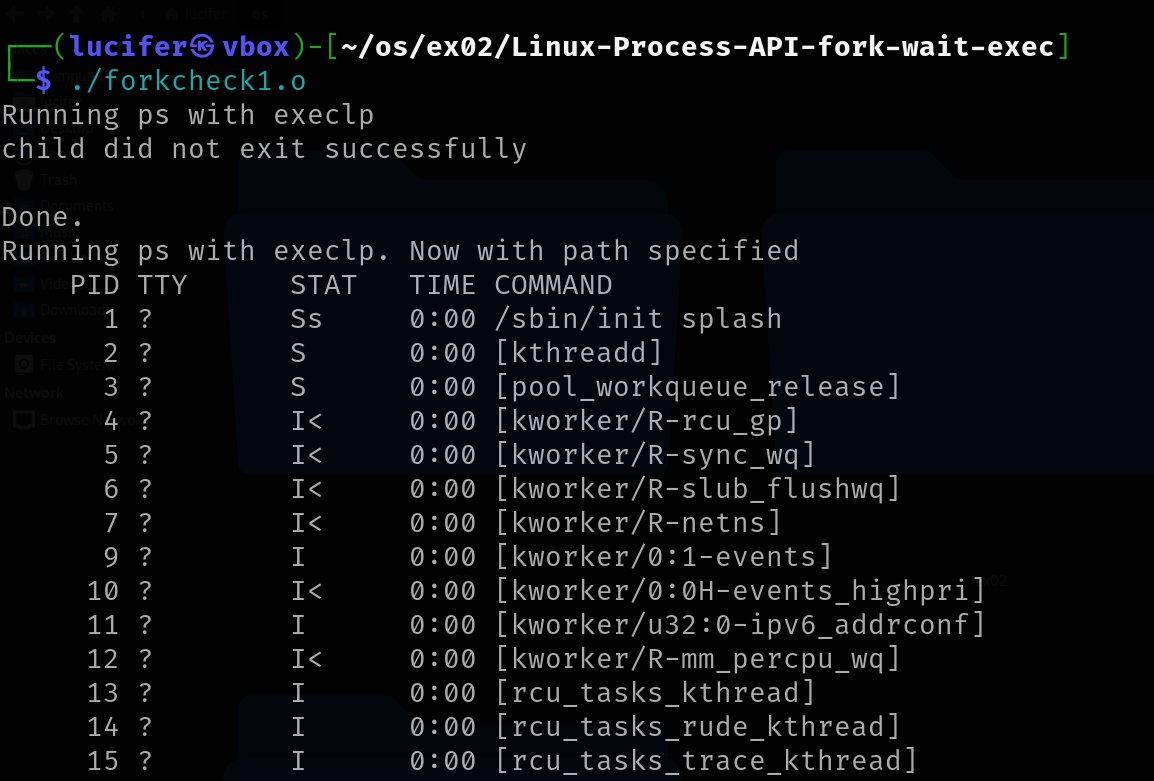 ┌──(lucifer㉿vbox)-[~/os/ex02/Linux-Process-API-fork-wait-exec]
└─$ ./forkcheck1.o
Running ps with execlp
child did not exit successfully

Done.
Running ps with execlp. Now with path specified
    PID TTY      STAT   TIME COMMAND
      1 ?        Ss     0:00 /sbin/init splash
      2 ?        S      0:00 [kthreadd]
      3 ?        S      0:00 [pool_workqueue_release]
      4 ?        I<     0:00 [kworker/R-rcu_gp]
      5 ?        I<     0:00 [kworker/R-sync_wq]
      6 ?        I<     0:00 [kworker/R-slub_flushwq]
      7 ?        I<     0:00 [kworker/R-netns]
      9 ?        I      0:00 [kworker/0:1-events]
     10 ?        I<     0:00 [kworker/0:0H-events_highpri]
     11 ?        I      0:00 [kworker/u32:0-ipv6_addrconf]
     12 ?        I<     0:00 [kworker/R-mm_percpu_wq]
     13 ?        I      0:00 [rcu_tasks_kthread]
     14 ?        I      0:00 [rcu_tasks_rude_kthread]
     15 ?        I      0:00 [rcu_tasks_trace_kthread]
Trash
Devices
File System
Network